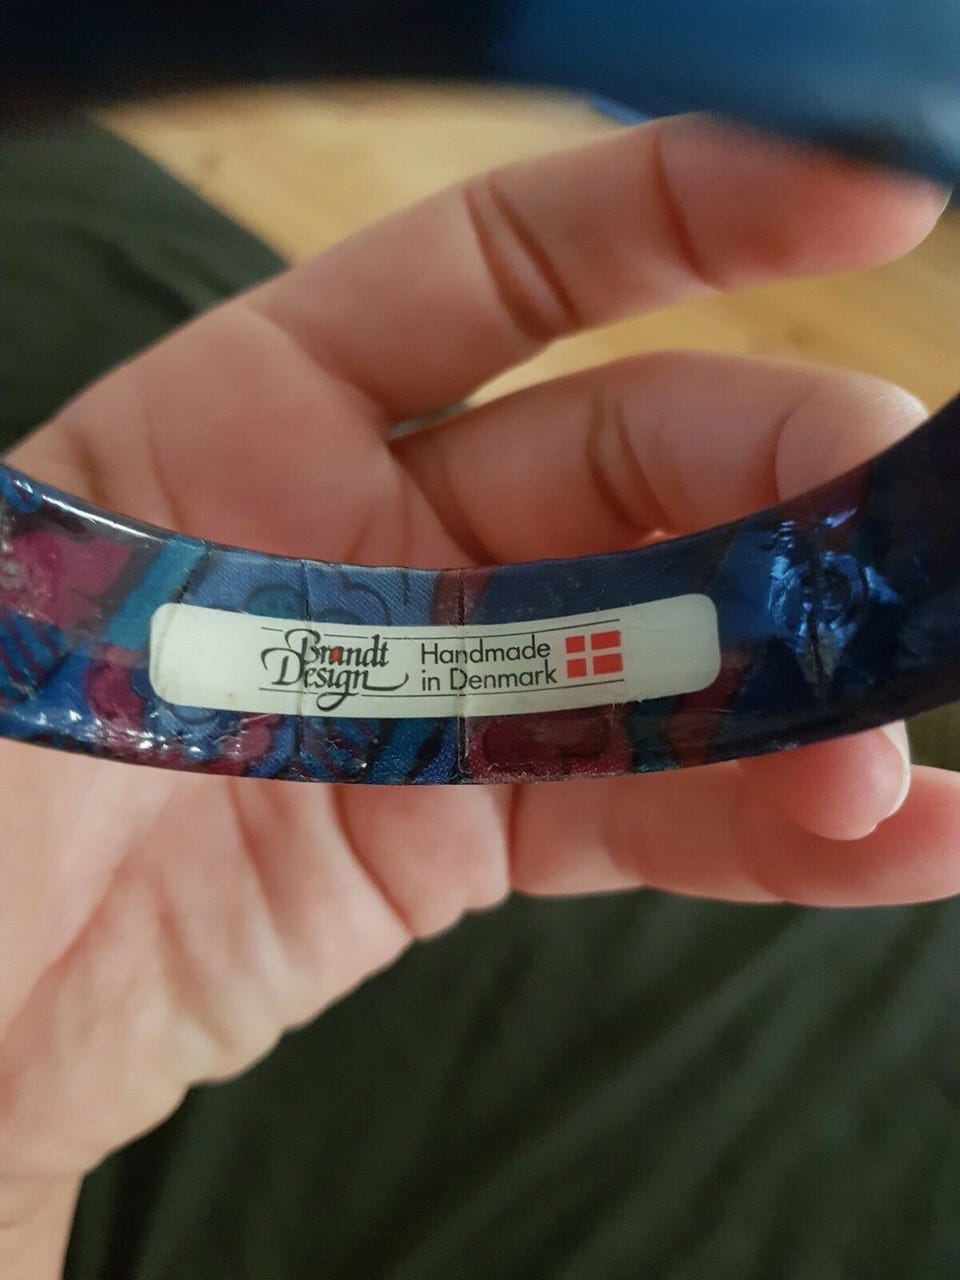 Brandt
Design
Handmade
in Denmark